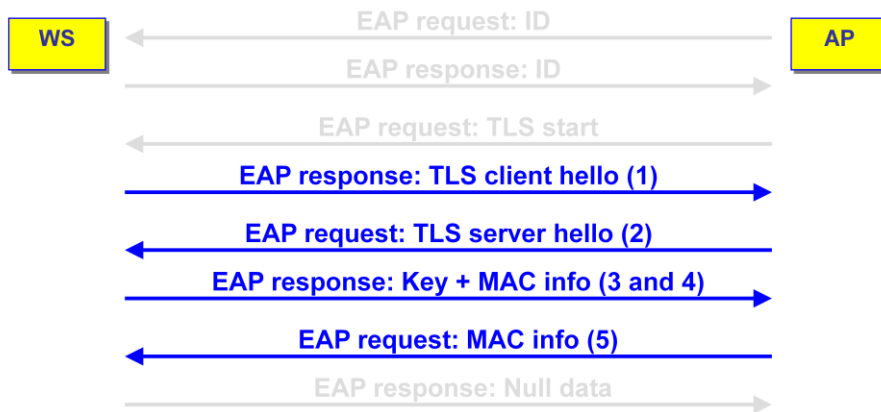 EAP request: ID
WS
AP
EAP response: ID
EAP request: TLS start
EAP response: TLS client hello (1)
EAP request: TLS server hello (2)
EAP response: Key + MAC info (3 and 4)
EAP request: MAC info (5)
EAP response: Null data